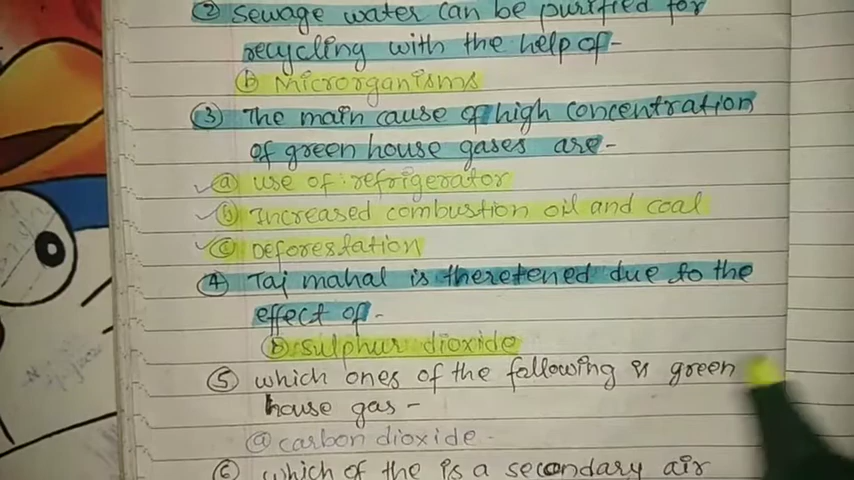 ② Sewage water can be purified for
recycling with the help of-
ⓑ Microrganisms
③ The main cause of high concentration
of green house gases are-
✓ⓐ use of refrigerator
✓ⓑ Increased combustion oil and coal
✓ⓒ Deforestation
④ Taj mahal is theretened due to the
effect of-
ⓑ sulphur dioxide
⑤ which ones of the following is green
house gas-
ⓐ carbon dioxide-
⑥ which of the is a secondary air